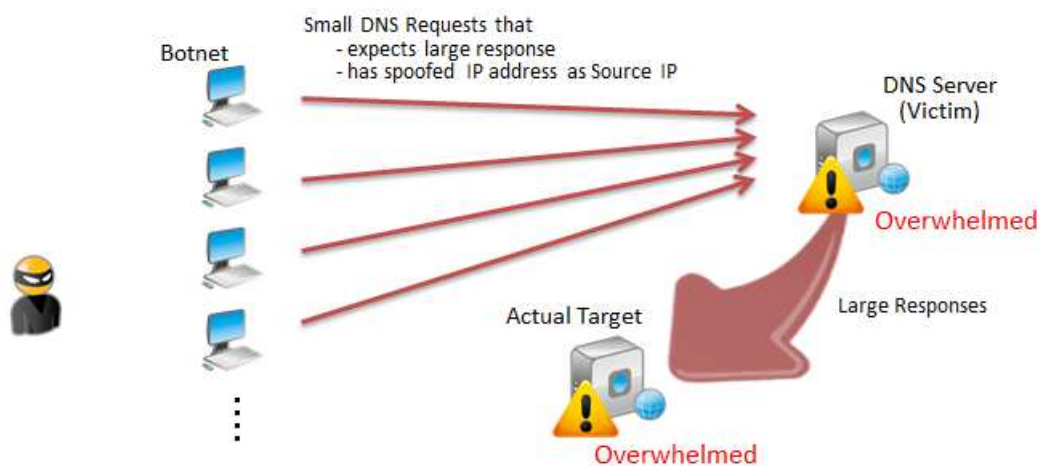 Small DNS Requests that
- expects large response
- has spoofed IP address as Source IP
Botnet
DNS Server
(Victim)
Overwhelmed
Large Responses
Actual Target
Overwhelmed